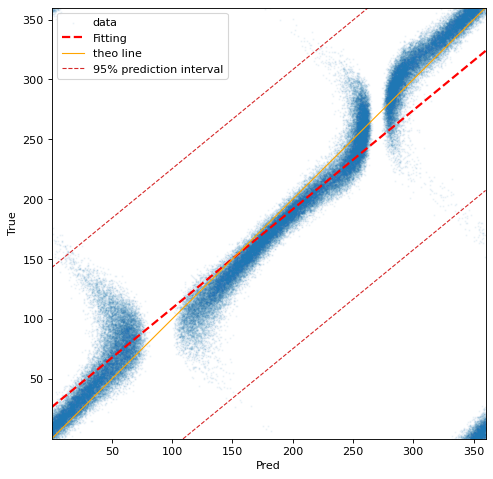 350
300
250
200
150
100
50
True
data
Fitting
theo line
95% prediction interval
50 100 150 200 250 300 350
Pred